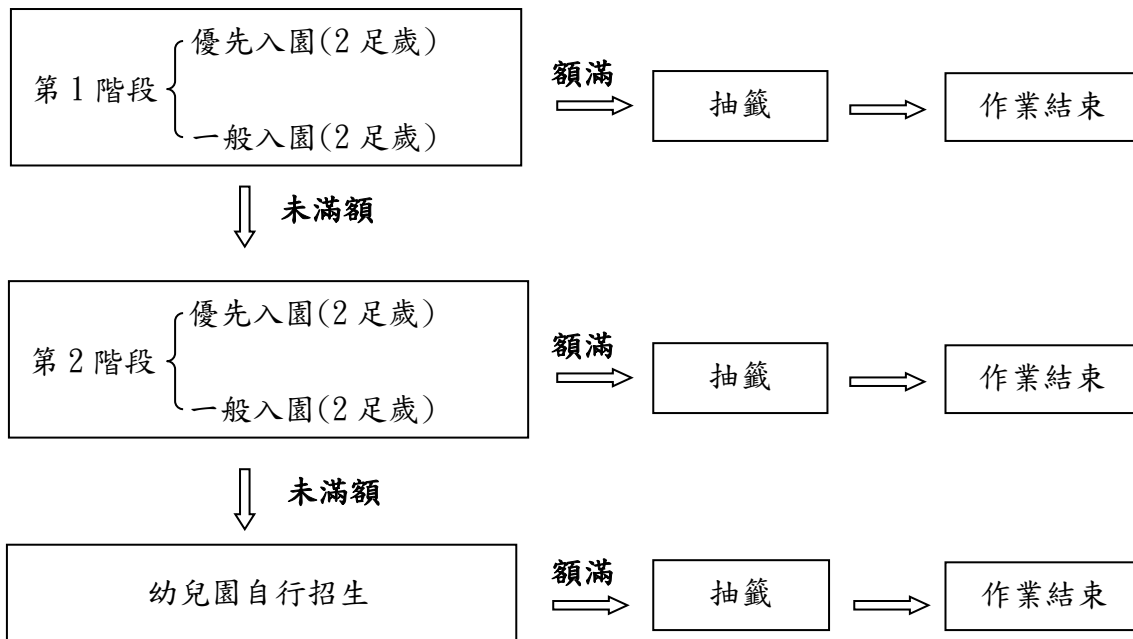 優先入園(2 足歲)
第 1 階段
一般入園(2 足歲)
額滿
抽籤
作業結束
未滿額
優先入園(2 足歲)
第 2 階段
一般入園(2 足歲)
額滿
抽籤
作業結束
未滿額
幼兒園自行招生
額滿
抽籤
作業結束